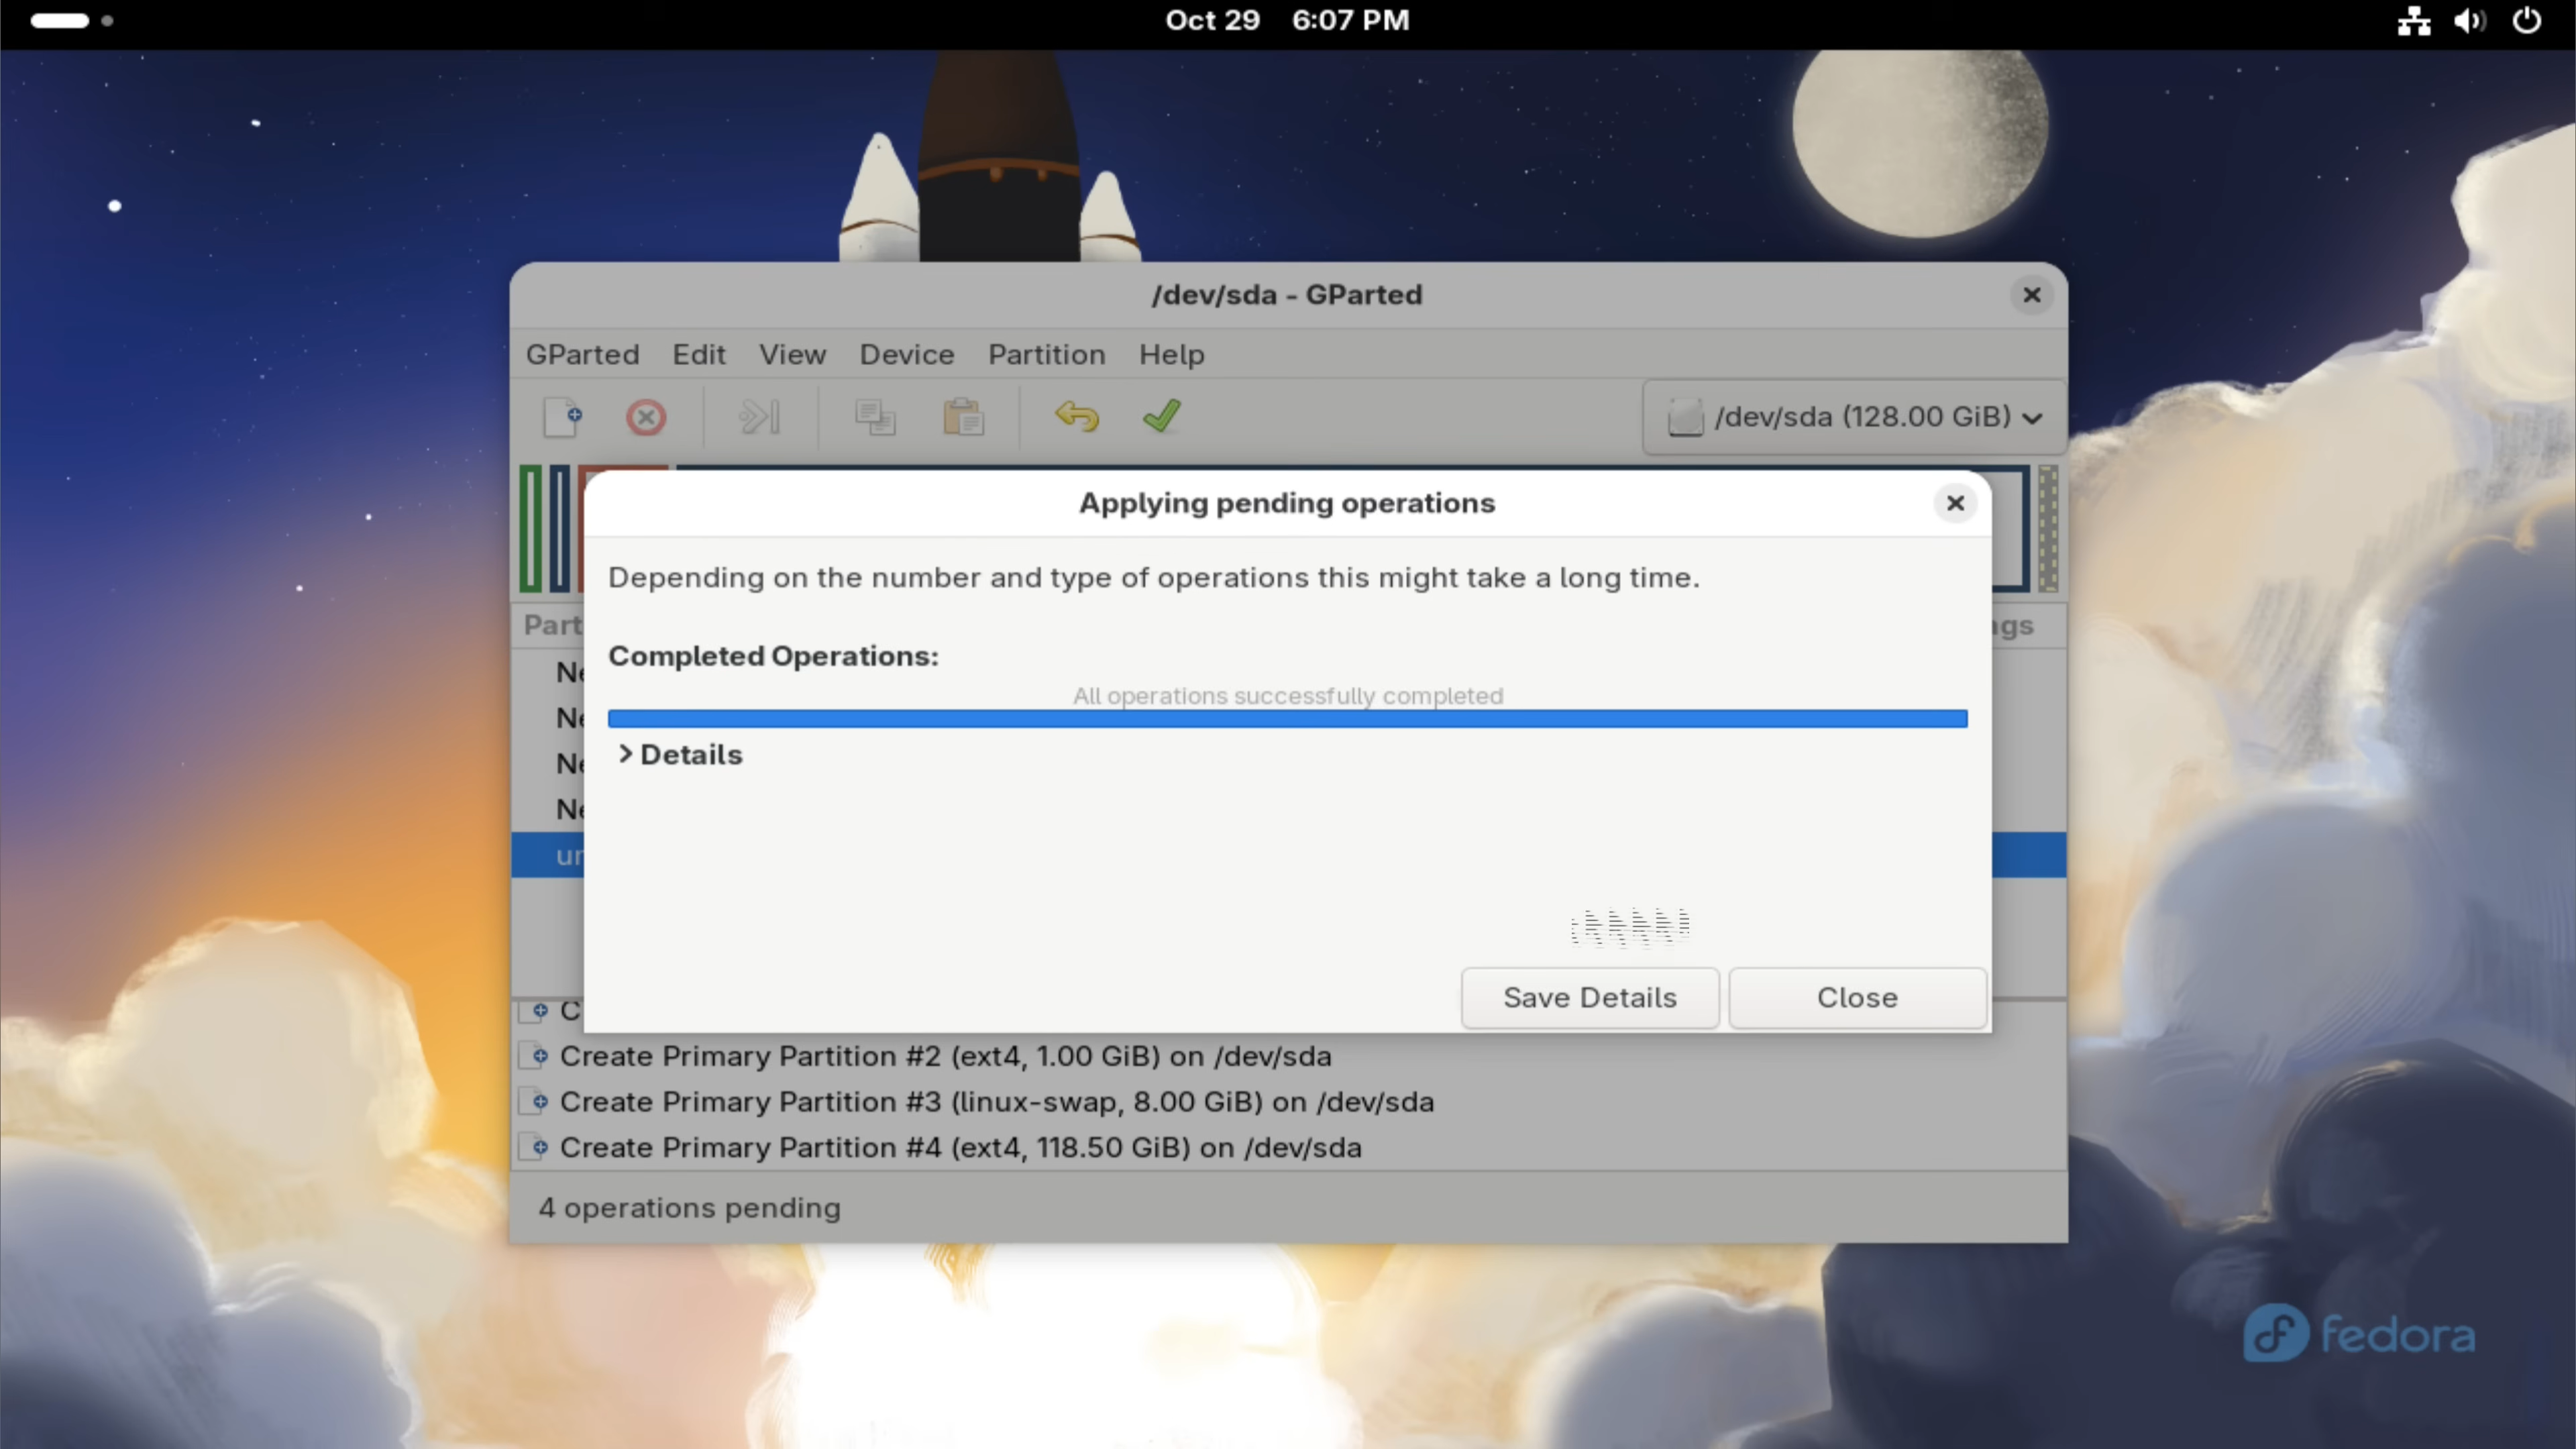 Oct 29 6:07 PM
/dev/sda - GParted
GParted Edit View Device Partition Help
/dev/sda (128.00 GiB)
Applying pending operations
Depending on the number and type of operations this might take a long time.
Completed Operations:
All operations successfully completed
Details
Save Details Close
Create Primary Partition #2 (ext4, 1.00 GiB) on /dev/sda
Create Primary Partition #3 (linux-swap, 8.00 GiB) on /dev/sda
Create Primary Partition #4 (ext4, 118.50 GiB) on /dev/sda
4 operations pending
fedora